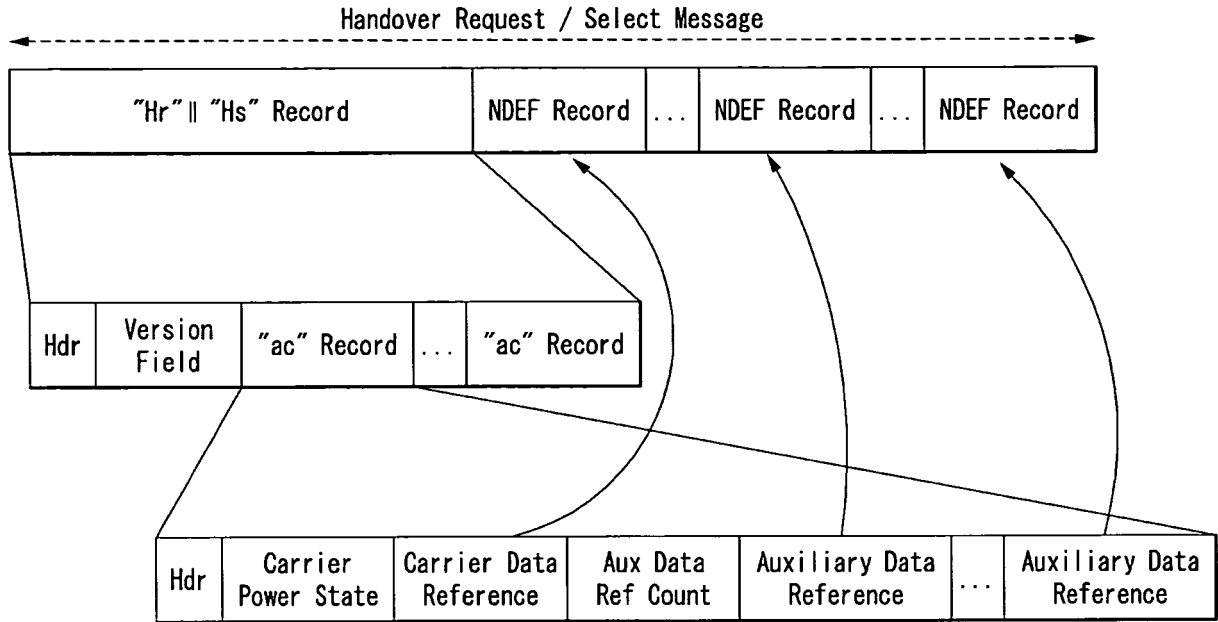 Handover Request / Select Message
"Hr"‖ "Hs" Record
NDEF Record
...
NDEF Record
...
NDEF Record
Hdr
Version
Field
"ac" Record
...
"ac" Record
Hdr
Carrier
Power State
Carrier Data
Reference
Aux Data
Ref Count
Auxiliary Data
Reference
...
Auxiliary Data
Reference